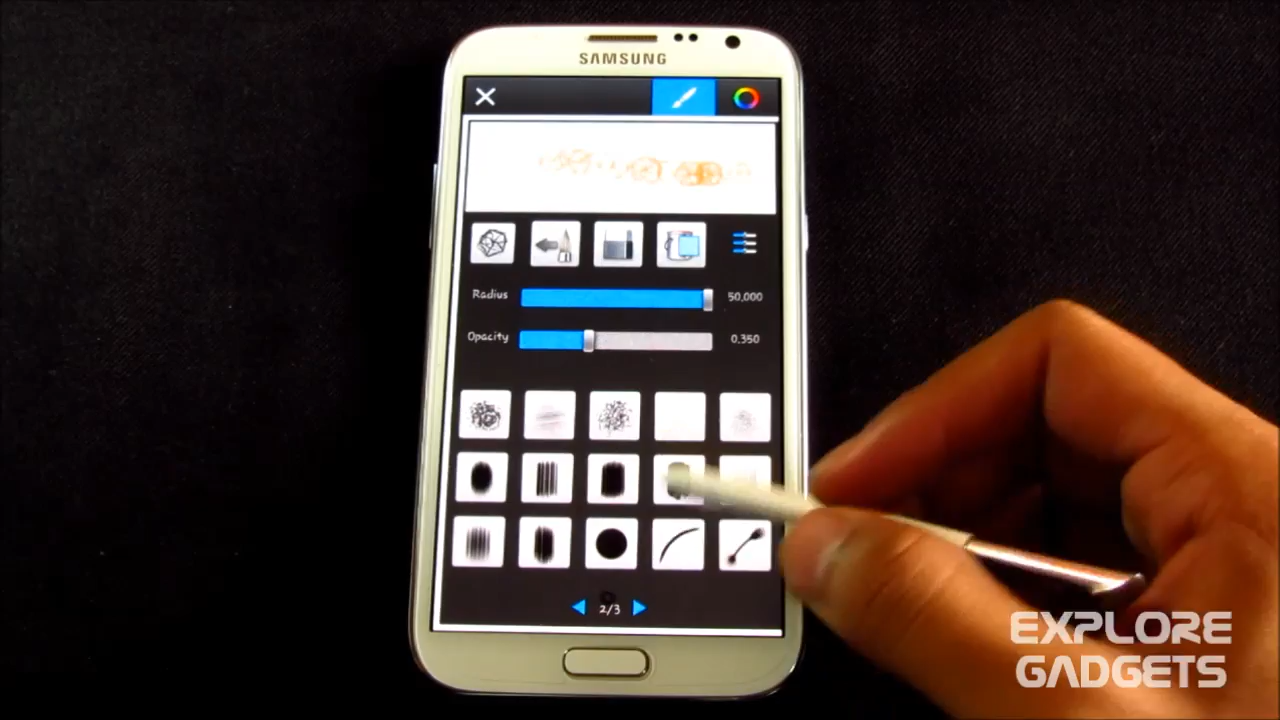 SAMSUNG
Radius 50,000
Opacity 0.350
2/3
EXPLORE
GADGETS